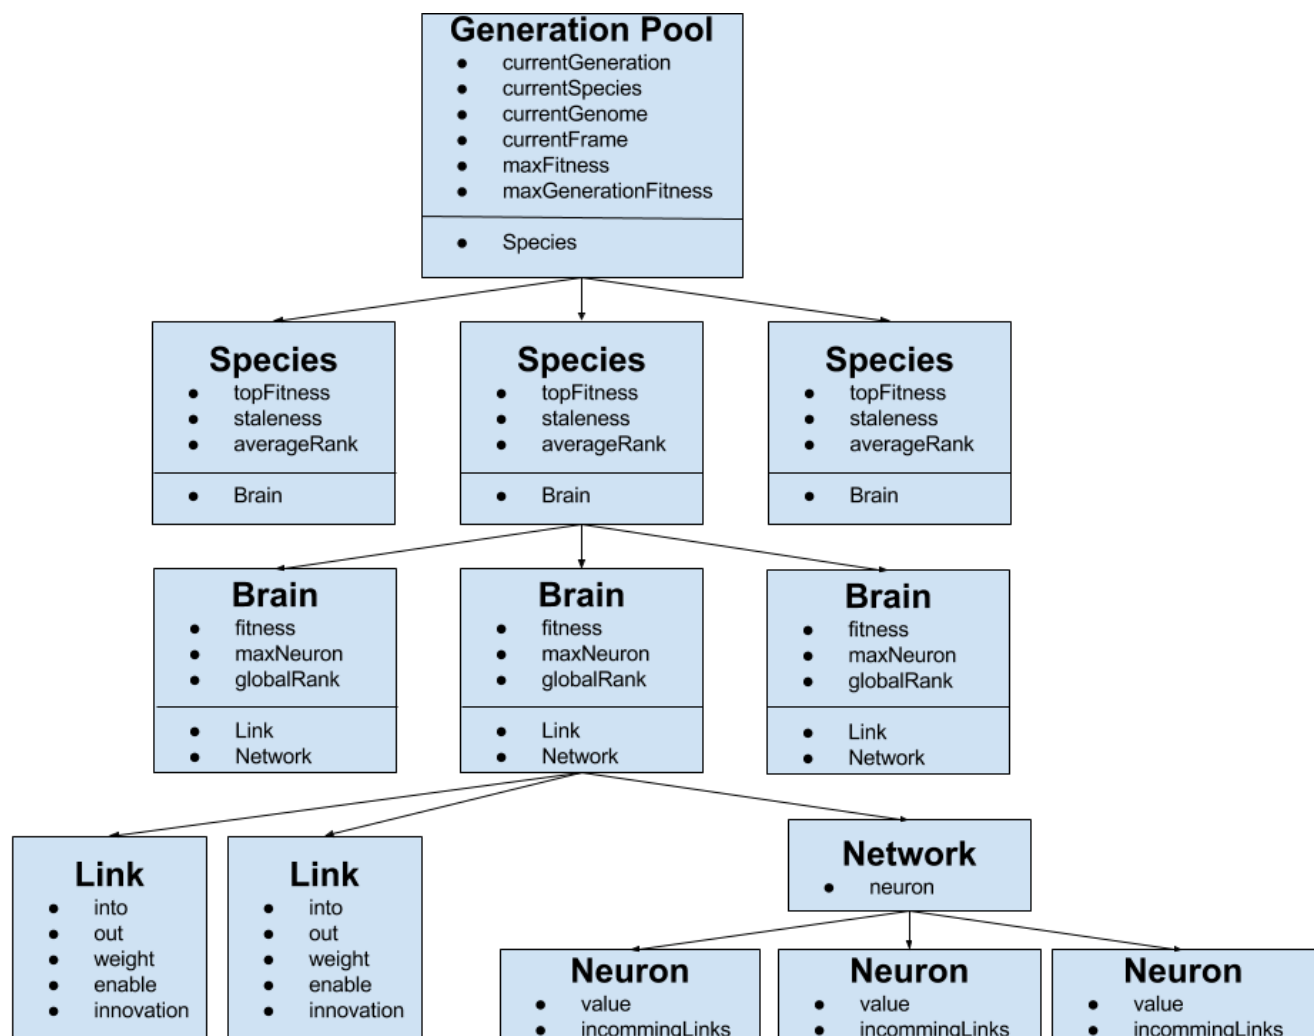 Generation Pool
● currentGeneration
● currentSpecies
● currentGenome
● currentFrame
● maxFitness
● maxGenerationFitness
● Species
Species
● topFitness
● staleness
● averageRank
● Brain
Species
● topFitness
● staleness
● averageRank
● Brain
Species
● topFitness
● staleness
● averageRank
● Brain
Brain
● fitness
● maxNeuron
● globalRank
● Link
● Network
Brain
● fitness
● maxNeuron
● globalRank
● Link
● Network
Brain
● fitness
● maxNeuron
● globalRank
● Link
● Network
Link
● into
● out
● weight
● enable
● innovation
Link
● into
● out
● weight
● enable
● innovation
Network
● neuron
Neuron
● value
● incommingLinks
Neuron
● value
● incommingLinks
Neuron
● value
● incommingLinks